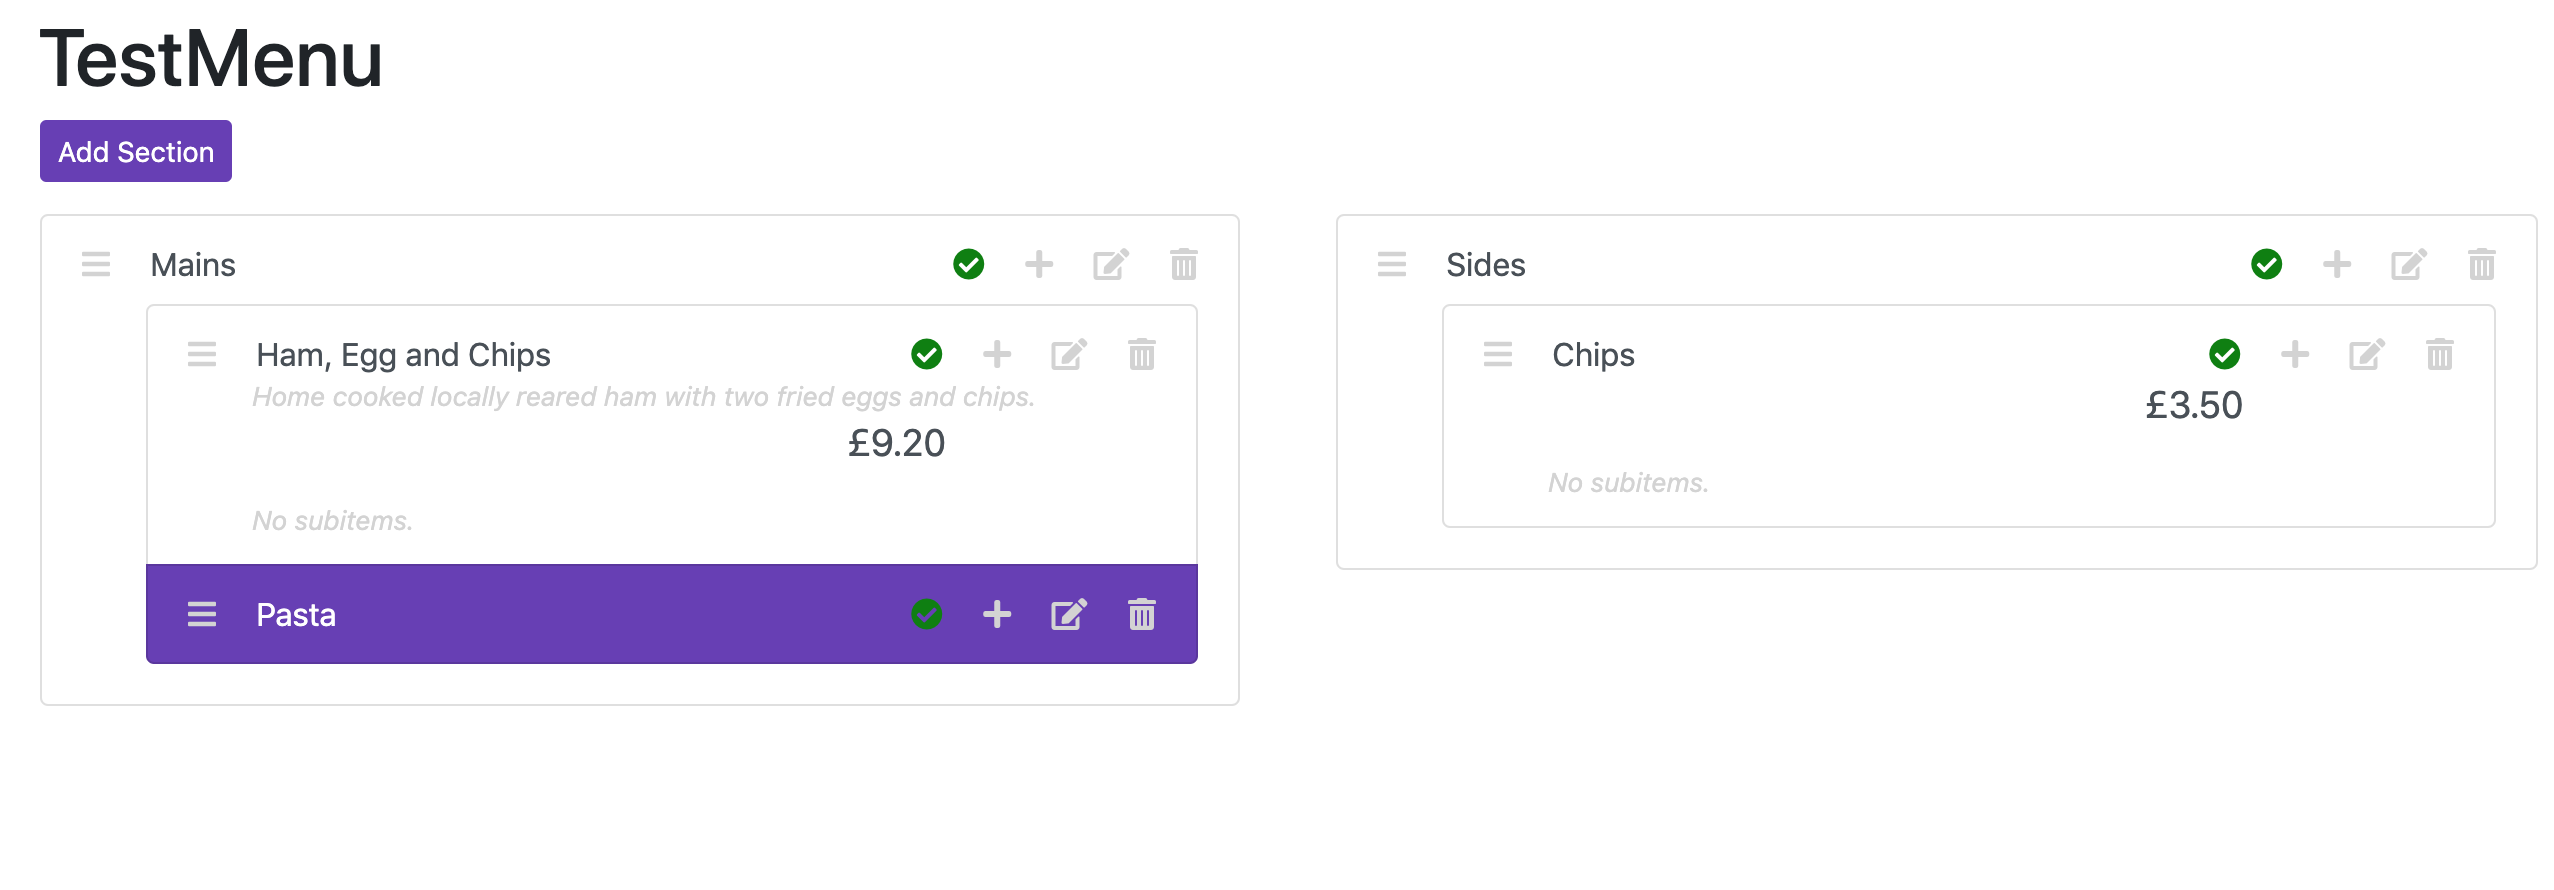 TestMenu
Add Section
Mains
Ham, Egg and Chips
Home cooked locally reared ham with two fried eggs and chips.
£9.20
No subitems.
Pasta
Sides
Chips
£3.50
No subitems.